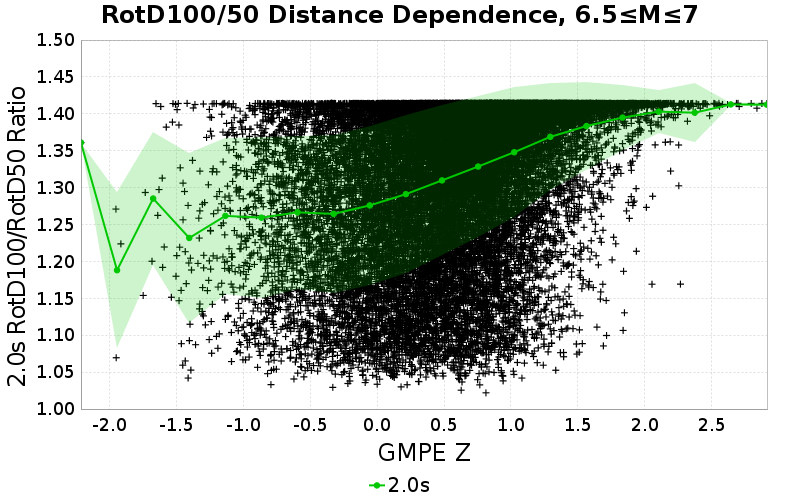 RotD100/50 Distance Dependence, 6.5≤M≤7
2.0s RotD100/RotD50 Ratio
1.50
1.45
1.40
1.35
1.30
1.25
1.20
1.15
1.10
1.05
1.00
-2.0 -1.5 -1.0 -0.5 0.0 0.5 1.0 1.5 2.0 2.5
GMPE Z
2.0s